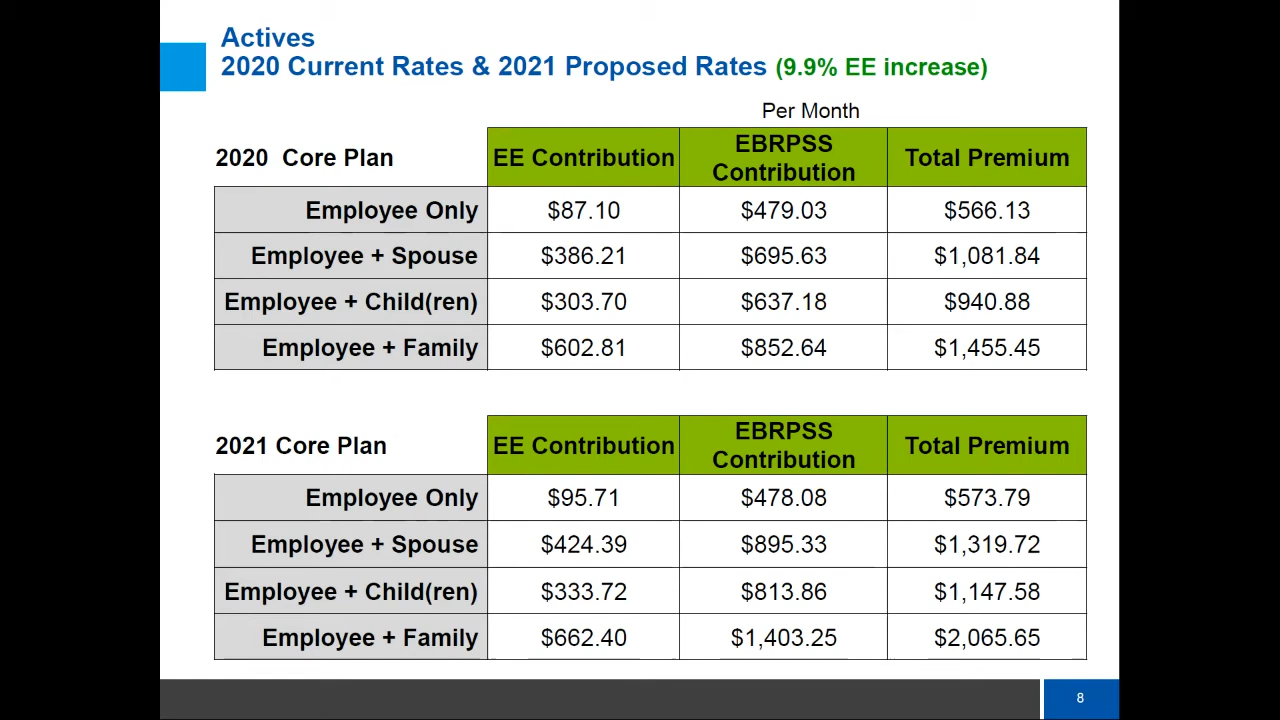 Actives
2020 Current Rates & 2021 Proposed Rates (9.9% EE increase)
Per Month
2020 Core Plan EE Contribution EBRPSS Contribution Total Premium
Employee Only $87.10 $479.03 $566.13
Employee + Spouse $386.21 $695.63 $1,081.84
Employee + Child(ren) $303.70 $637.18 $940.88
Employee + Family $602.81 $852.64 $1,455.45
2021 Core Plan EE Contribution EBRPSS Contribution Total Premium
Employee Only $95.71 $478.08 $573.79
Employee + Spouse $424.39 $895.33 $1,319.72
Employee + Child(ren) $333.72 $813.86 $1,147.58
Employee + Family $662.40 $1,403.25 $2,065.65
8